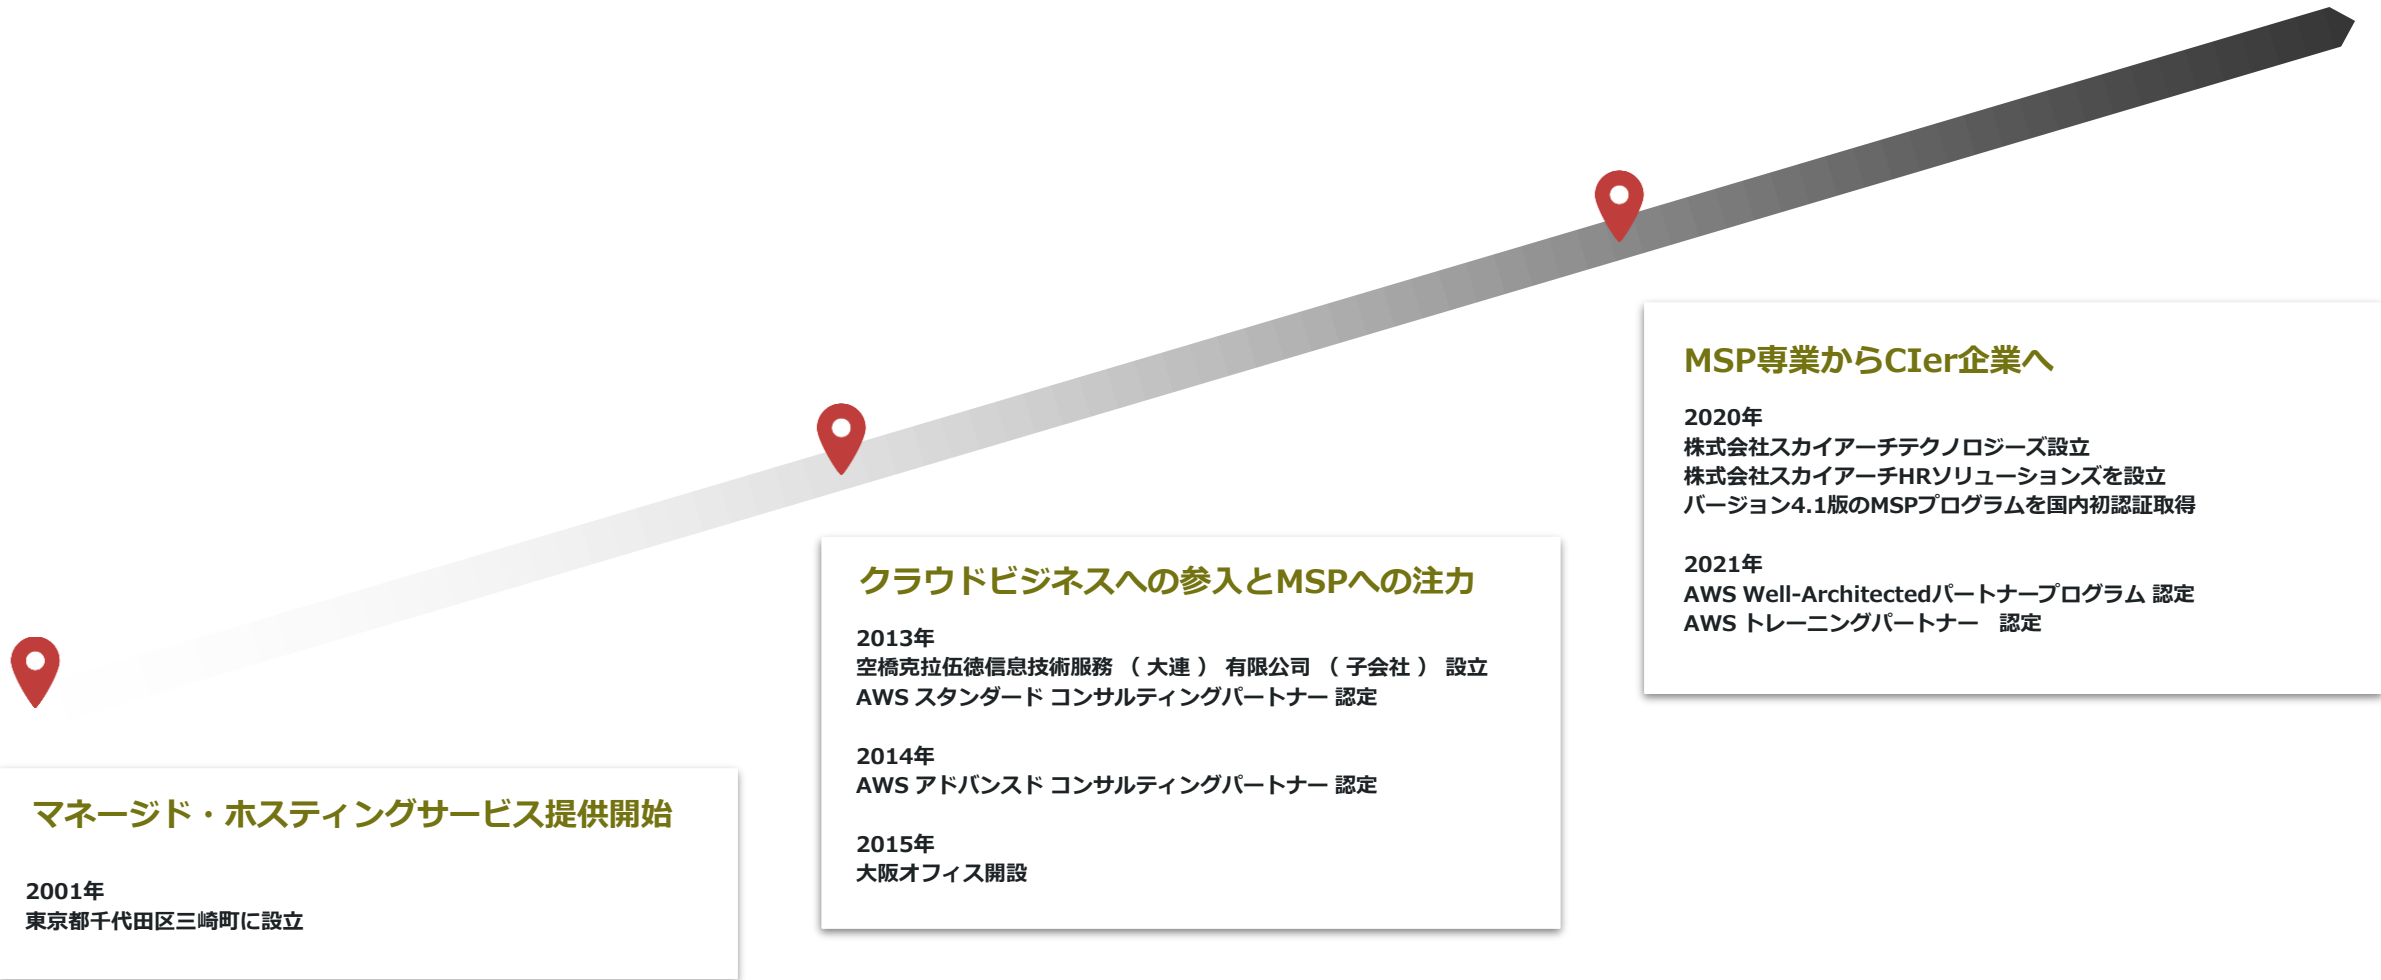 マネージド・ホスティングサービス提供開始
2001年
東京都千代田区三崎町に設立
クラウドビジネスへの参入とMSPへの注力
2013年
空橋克拉伍徳信息技術服務 （ 大連 ） 有限公司 （ 子会社 ） 設立
AWS スタンダード コンサルティングパートナー 認定
2014年
AWS アドバンスド コンサルティングパートナー 認定
2015年
大阪オフィス開設
MSP専業からCIer企業へ
2020年
株式会社スカイアーチテクノロジーズ設立
株式会社スカイアーチHRソリューションズを設立
バージョン4.1版のMSPプログラムを国内初認証取得
2021年
AWS Well-Architectedパートナープログラム 認定
AWS トレーニングパートナー　認定